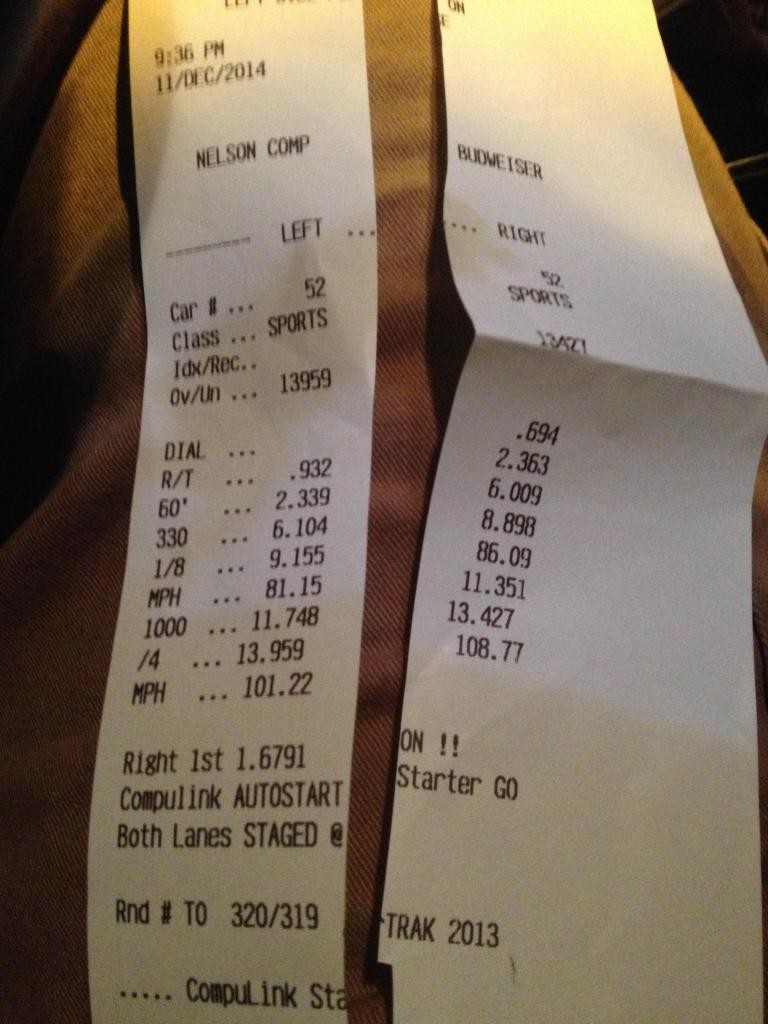 9:36 PM
11/DEC/2014
NELSON COMP
LEFT ...
Car # ... 52
Class ... SPORTS
Idx/Rec..
Ov/Un ... 13959
DIAL ...
R/T ... .932
60' ... 2.339
330 ... 6.104
1/8 ... 9.155
MPH ... 81.15
1000 ... 11.748
/4 ... 13.959
MPH ... 101.22
Right 1st 1.6791
Compulink AUTOSTART
Both Lanes STAGED @
Rnd # TO 320/319
..... CompuLink Sta
ON
E
BUDWEISER
.... RIGHT
52
SPORTS
13427
.694
2.363
6.009
8.898
86.09
11.351
13.427
108.77
ON !!
Starter GO
TRAK 2013